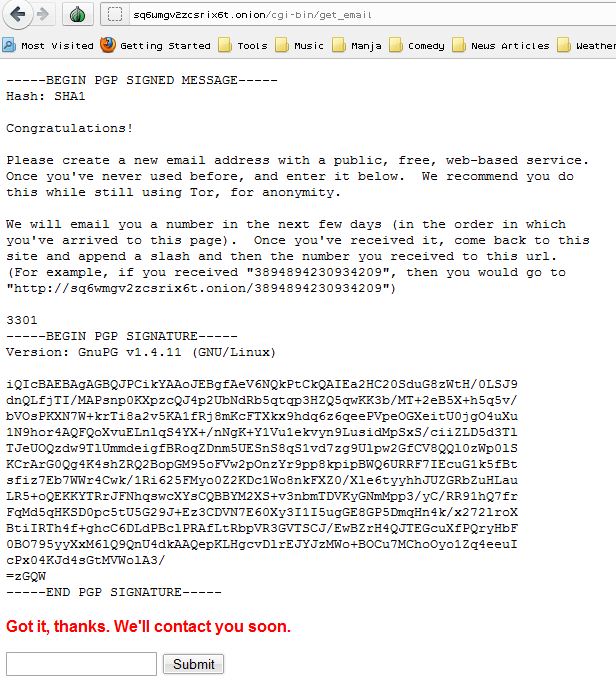 sq6wmgv2zcsrix6t.onion/cgi-bin/get_email
Most Visited Getting Started Tools Music Manja Comedy News Articles Weather
-----BEGIN PGP SIGNED MESSAGE-----
Hash: SHA1
Congratulations!
Please create a new email address with a public, free, web-based service.
Once you've never used before, and enter it below.  We recommend you do
this while still using Tor, for anonymity.
We will email you a number in the next few days (in the order in which
you've arrived to this page).  Once you've received it, come back to this
site and append a slash and then the number you received to this url.
(For example, if you received "3894894230934209", then you would go to
"http://sq6wmgv2zcsrix6t.onion/3894894230934209")
3301
-----BEGIN PGP SIGNATURE-----
Version: GnuPG v1.4.11 (GNU/Linux)
iQIcBAEBAgAGBQJPCikYAAoJEBgfAeV6NQkPtCkQAIEa2HC20SduG8zWtH/0LSJ9
dnQLfjTI/MAPsnp0KXpzcQJ4p2UbNdRb5qtqp3HZQ5qwKK3b/MT+2eB5X+h5q5v/
bVOsPKXN7W+krTi8a2v5KA1fRj8mKcFTXkx9hdq6z6qeePVpeOGXeitU0jgO4uXu
1N9hor4AQFQoXvuELnlqS4YX+/nNgK+Y1Vu1ekvyn9LusidMpSxS/ciiZLD5d3Tl
TJeUOQzdw9TlUmmdeigfBRoqZDnm5UESnS8qS1vd7zg9Ulpw2GfCV8QQl0zWp0lS
KCrArG0Qg4K4shZRQ2BopGM95oFVw2pOnzYr9pp8kpipBWQ6URRF7IEcuG1k5fBt
sfiz7Eb7WWr4Cwk/1Ri625FMyo0Z2KDc1Wo8nkFXZ0/Xle6tyyhhJUZGRbZuHLau
LR5+oQEKKYTRrJFNhqswcXYsCQBBYM2XS+v3nbmTDVKyGNmMpp3/yC/RR91hQ7fr
FqMd5qHKSD0pc5tU5G29J+Ez3CDVN7E60Xy3I1I5ugGE8GP5DmqHn4k/x272lroX
BtiIRTh4f+ghcC6DLdPBclPRAfLtRbpVR3GVTSCJ/EwBZrH4QJTEGcuXfPQryHbF
0BO795yyXxM6lQ9QnU4dkAAQepKLHgcvDlrEJYJzMWo+BOCu7MChoOyo1Zq4eeuI
cPx04KJd4sGtMVWolA3/
=zGQW
-----END PGP SIGNATURE-----
Got it, thanks. We'll contact you soon.
Submit